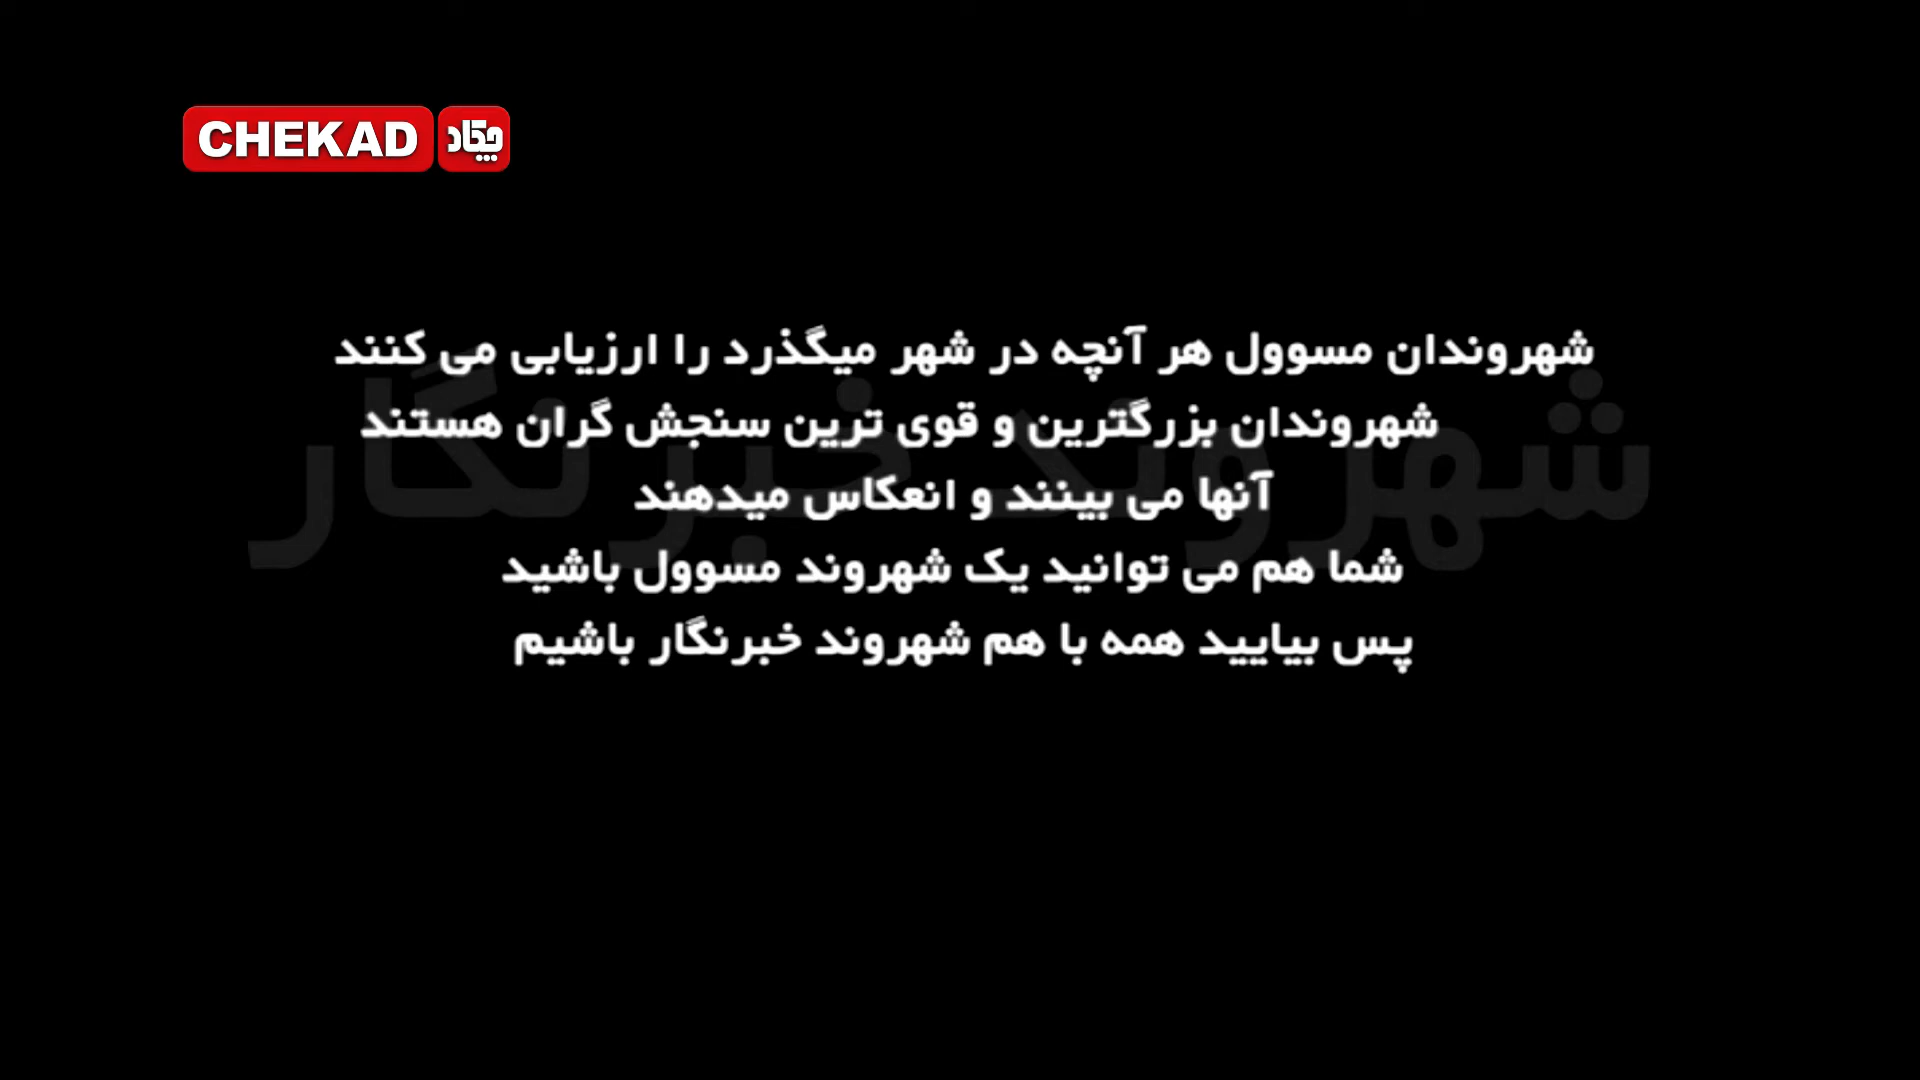 CHEKAD چکاد
شهروندان مسوول هر آنچه در شهر میگذرد را ارزیابی می کنند
شهروندان بزرگترین و قوی ترین سنجش گران هستند
آنها می بینند و انعکاس میدهند
شما هم می توانید یک شهروند مسوول باشید
پس بیایید همه با هم شهروند خبرنگار باشیم
شهروند خبرنگار